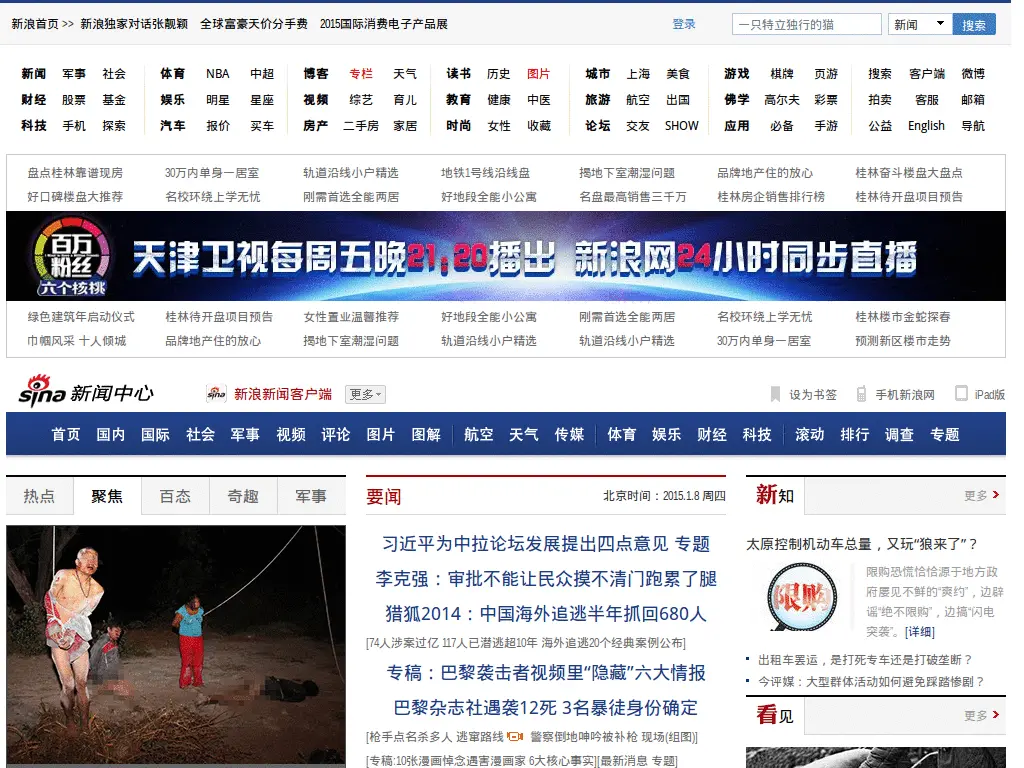 新浪首页 >> 新浪独家对话张靓颖 全球富豪天价分手费 2015国际消费电子产品展 登录 一只特立独行的猫 新闻 搜索
新闻 军事 社会 体育 NBA 中超 博客 专栏 天气 读书 历史 图片 城市 上海 美食 游戏 棋牌 页游 搜索 客户端 微博
财经 股票 基金 娱乐 明星 星座 视频 综艺 育儿 教育 健康 中医 旅游 航空 出国 佛学 高尔夫 彩票 拍卖 客服 邮箱
科技 手机 探索 汽车 报价 买车 房产 二手房 家居 时尚 女性 收藏 论坛 交友 SHOW 应用 必备 手游 公益 English 导航
盘点桂林靠谱现房 30万内单身一居室 轨道沿线小户精选 地铁1号线沿线盘 揭地下室潮湿问题 品牌地产住的放心 桂林奋斗楼盘大盘点
好口碑楼盘大推荐 名校环绕上学无忧 刚需首选全能两居 好地段全能小公寓 名盘最高销售三千万 桂林房企销售排行榜 桂林待开盘项目预告
百万粉丝
六个核桃
天津卫视每周五晚21:20播出 新浪网24小时同步直播
绿色建筑年启动仪式 桂林待开盘项目预告 女性置业温馨推荐 好地段全能小公寓 刚需首选全能两居 名校环绕上学无忧 桂林楼市金蛇探春
巾帼风采 十人倾城 品牌地产住的放心 揭地下室潮湿问题 轨道沿线小户精选 轨道沿线小户精选 30万内单身一居室 预测新区楼市走势
sina 新闻中心 sina 新浪新闻客户端 更多 设为书签 手机新浪网 iPad版
首页 国内 国际 社会 军事 视频 评论 图片 图解 航空 天气 传媒 体育 娱乐 财经 科技 滚动 排行 调查 专题
热点 聚焦 百态 奇趣 军事
要闻 北京时间：2015.1.8 周四
习近平为中拉论坛发展提出四点意见 专题
李克强：审批不能让民众摸不清门跑累了腿
猎狐2014：中国海外追逃半年抓回680人
[74人涉案过亿 117人已潜逃超10年 海外追逃20个经典案例公布]
专稿：巴黎袭击者视频里“隐藏”六大情报
巴黎杂志社遇袭12死 3名暴徒身份确定
[枪手点名杀多人 逃窜路线 警察倒地呻吟被补枪 现场(组图)]
[专稿:10张漫画悼念遇害漫画家 6大核心事实][最新消息 专题]
新知 更多
太原控制机动车总量，又玩“狼来了”？
限购
限购恐慌恰恰源于地方政
府屡见不鲜的“爽约”，边辟
谣“绝不限购”，边搞“闪电
突袭”。[详细]
出租车罢运，是打死专车还是打破垄断？
今评媒：大型群体活动如何避免踩踏惨剧？
看见 更多